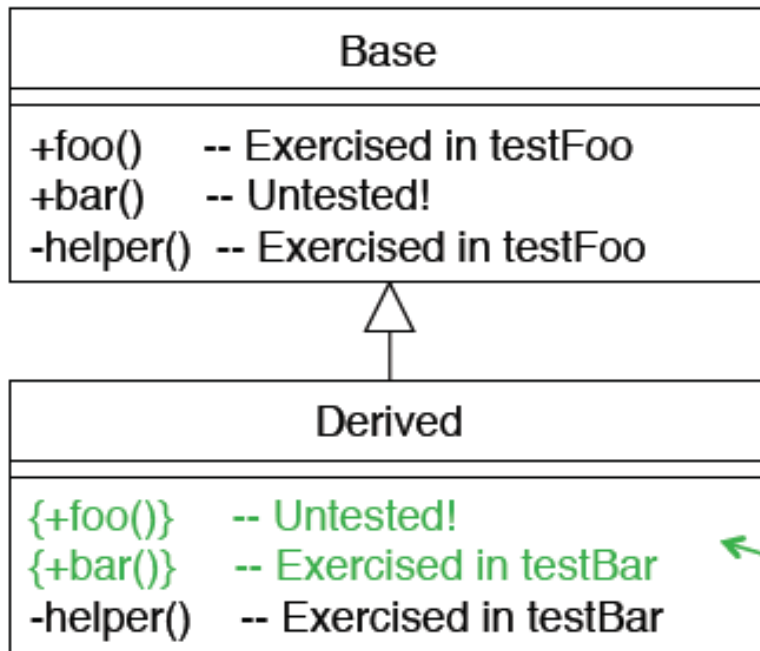 Base
+foo() -- Exercised in testFoo
+bar() -- Untested!
-helper() -- Exercised in testFoo
Derived
{+foo()} -- Untested!
{+bar()} -- Exercised in testBar
-helper() -- Exercised in testBar